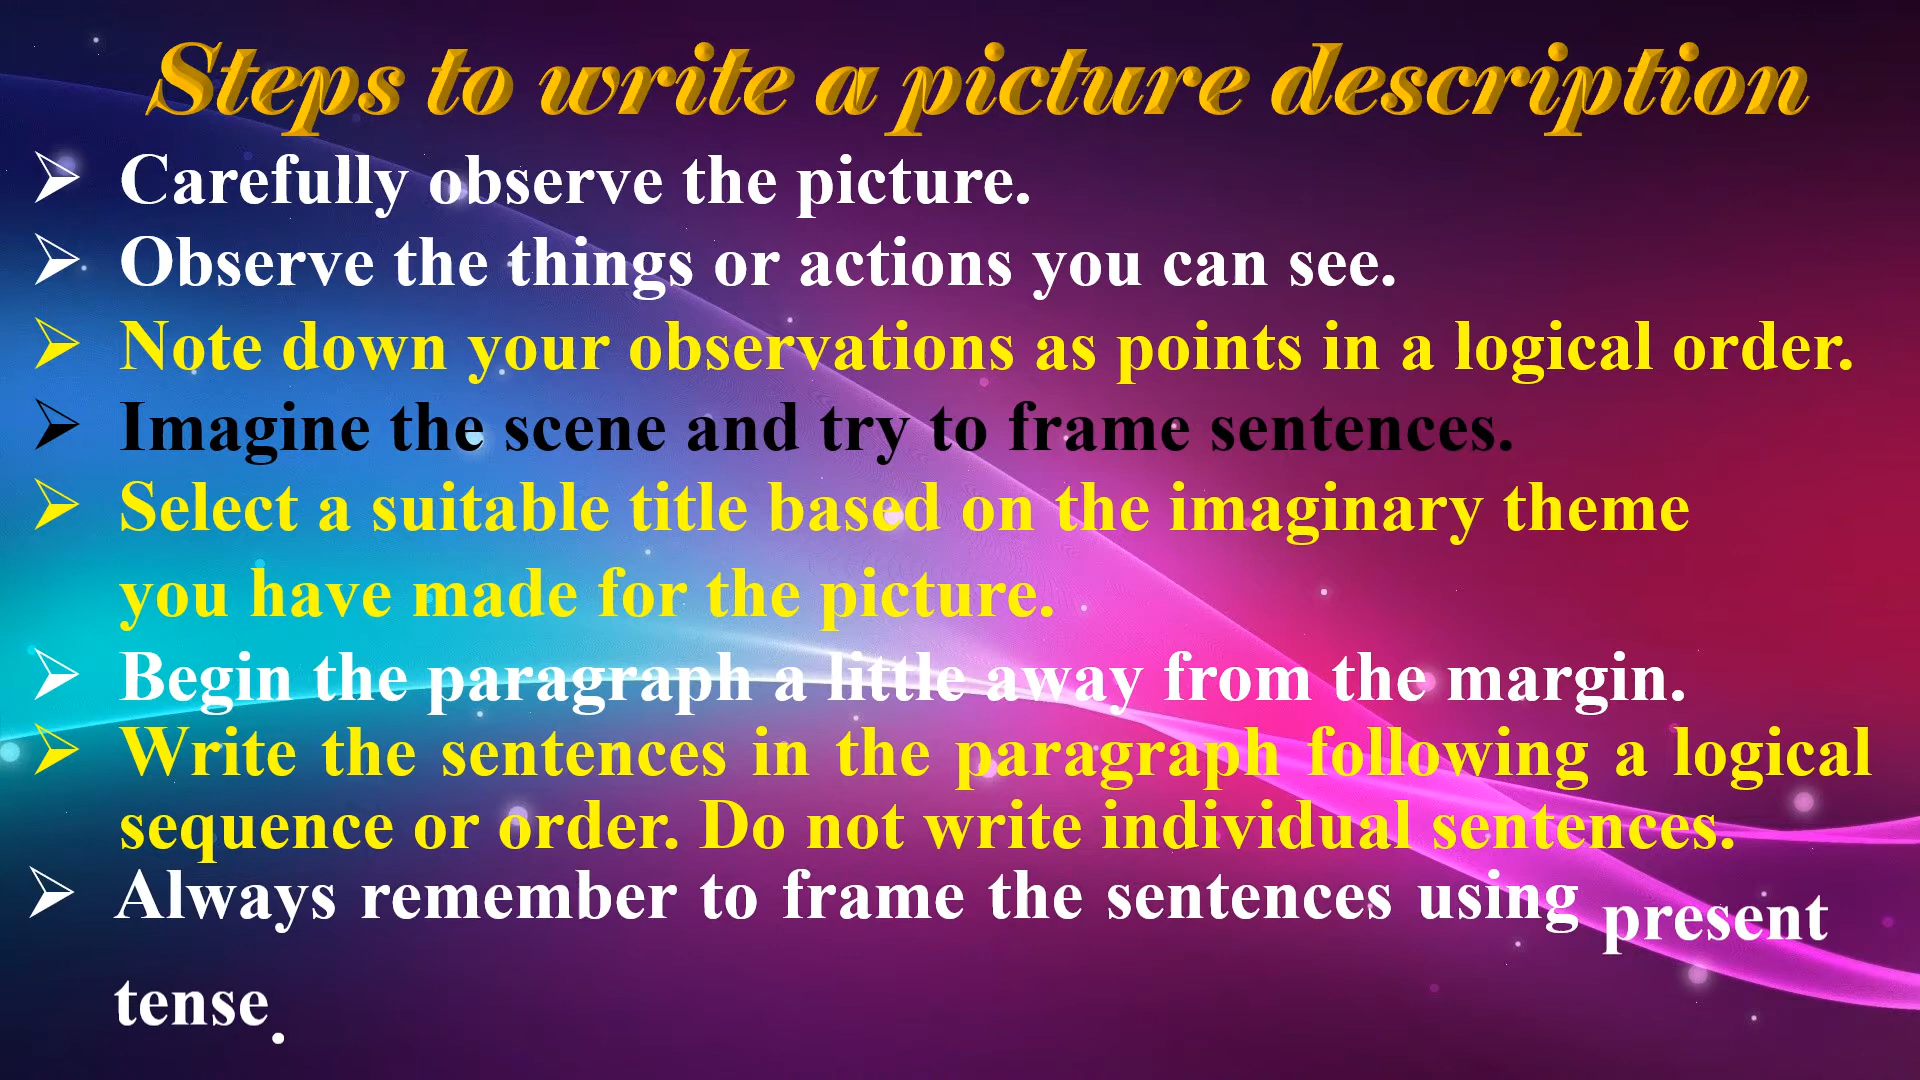 Steps to write a picture description
➢ Carefully observe the picture.
➢ Observe the things or actions you can see.
➢ Note down your observations as points in a logical order.
➢ Imagine the scene and try to frame sentences.
➢ Select a suitable title based on the imaginary theme
you have made for the picture.
➢ Begin the paragraph a little away from the margin.
➢ Write the sentences in the paragraph following a logical
sequence or order. Do not write individual sentences.
➢ Always remember to frame the sentences using present
tense.